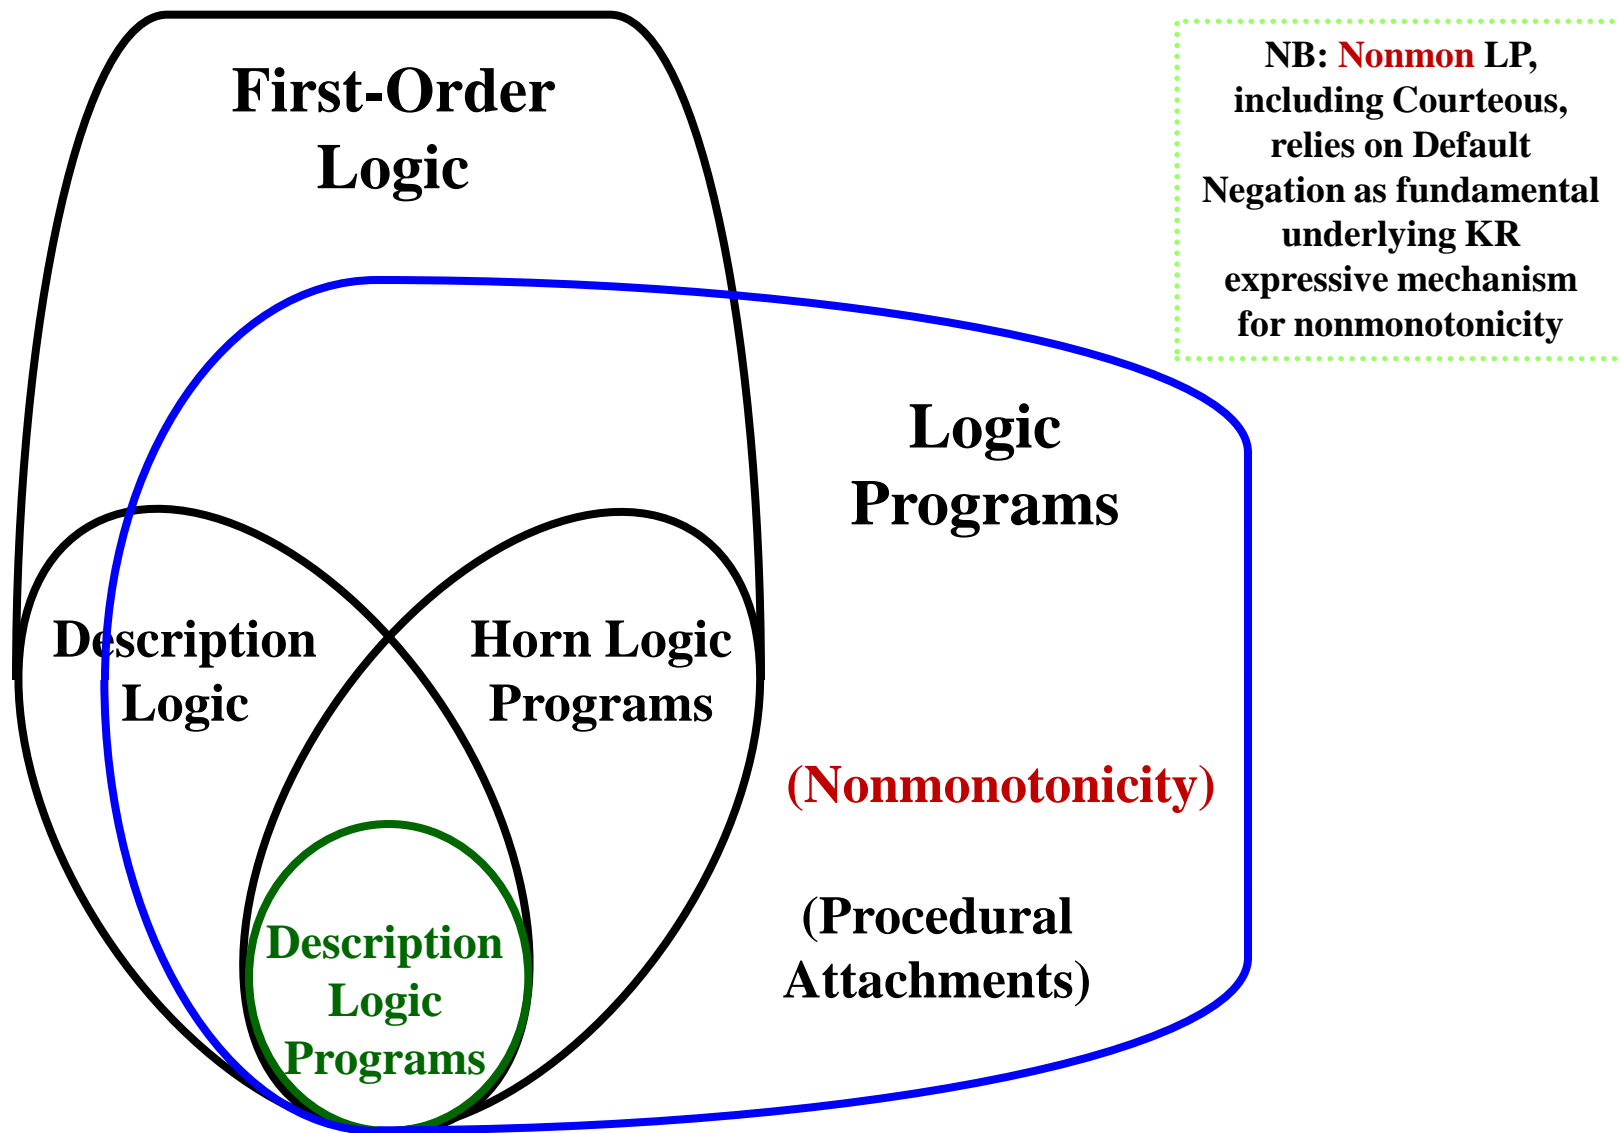 First-Order
Logic
NB: Nonmon LP,
including Courteous,
relies on Default
Negation as fundamental
underlying KR
expressive mechanism
for nonmonotonicity
Logic
Programs
Description
Logic
Horn Logic
Programs
(Nonmonotonicity)
(Procedural
Attachments)
Description
Logic
Programs